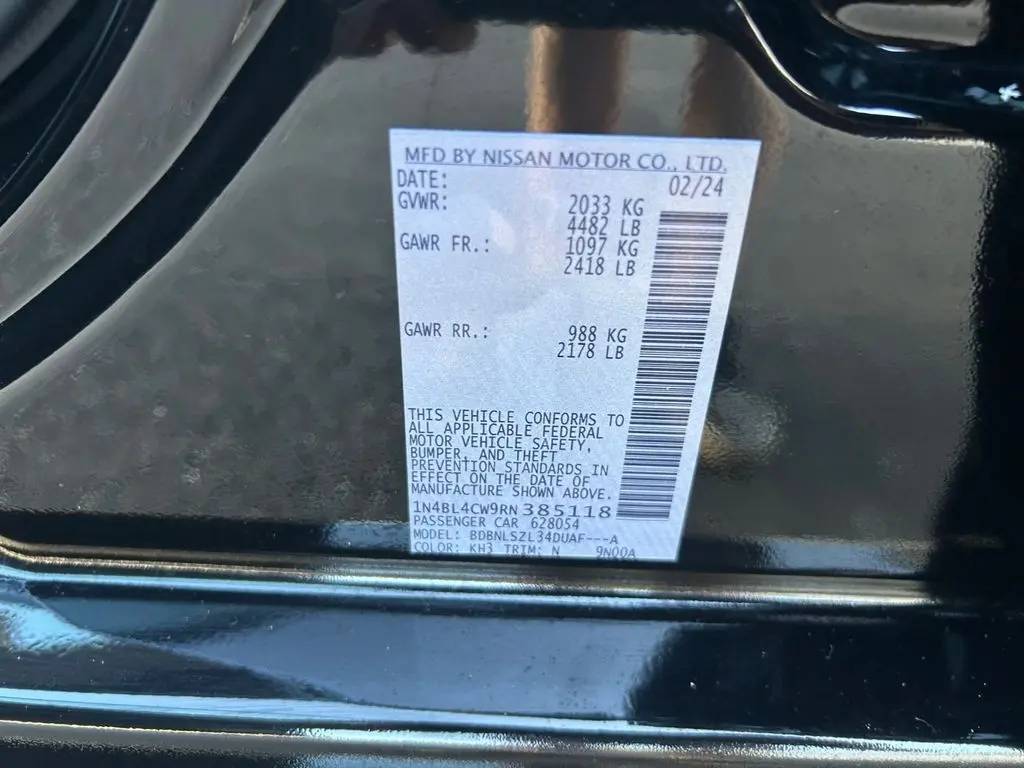 MFD BY NISSAN MOTOR CO., LTD.
DATE: 02/24
GVWR: 2033 KG
4482 LB
GAWR FR.: 1097 KG
2418 LB
GAWR RR.: 988 KG
2178 LB
THIS VEHICLE CONFORMS TO
ALL APPLICABLE FEDERAL
MOTOR VEHICLE SAFETY,
BUMPER, AND THEFT
PREVENTION STANDARDS IN
EFFECT ON THE DATE OF
MANUFACTURE SHOWN ABOVE.
1N4BL4CW9RN385118
PASSENGER CAR 628054
MODEL: BDBNLSZL34DUAF---A
COLOR: KH3 TRIM: N 9N00A